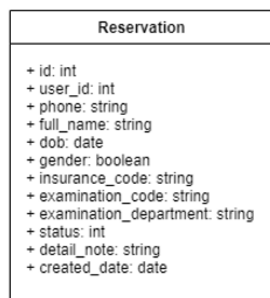 Reservation
+ id: int
+ user_id: int
+ phone: string
+ full_name: string
+ dob: date
+ gender: boolean
+ insurance_code: string
+ examination_code: string
+ examination_department: string
+ status: int
+ detail_note: string
+ created_date: date